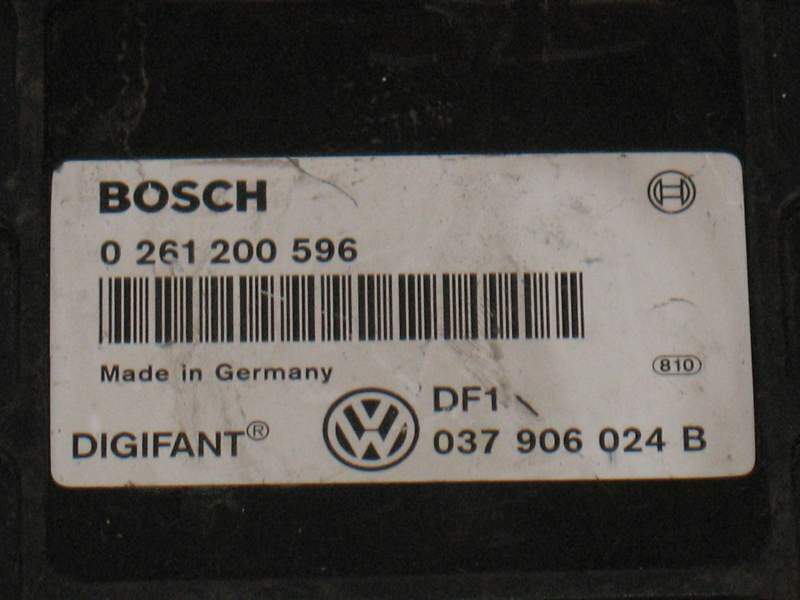 BOSCH
0 261 200 596
Made in Germany
810
DIGIFANT®
DF1
037 906 024 B